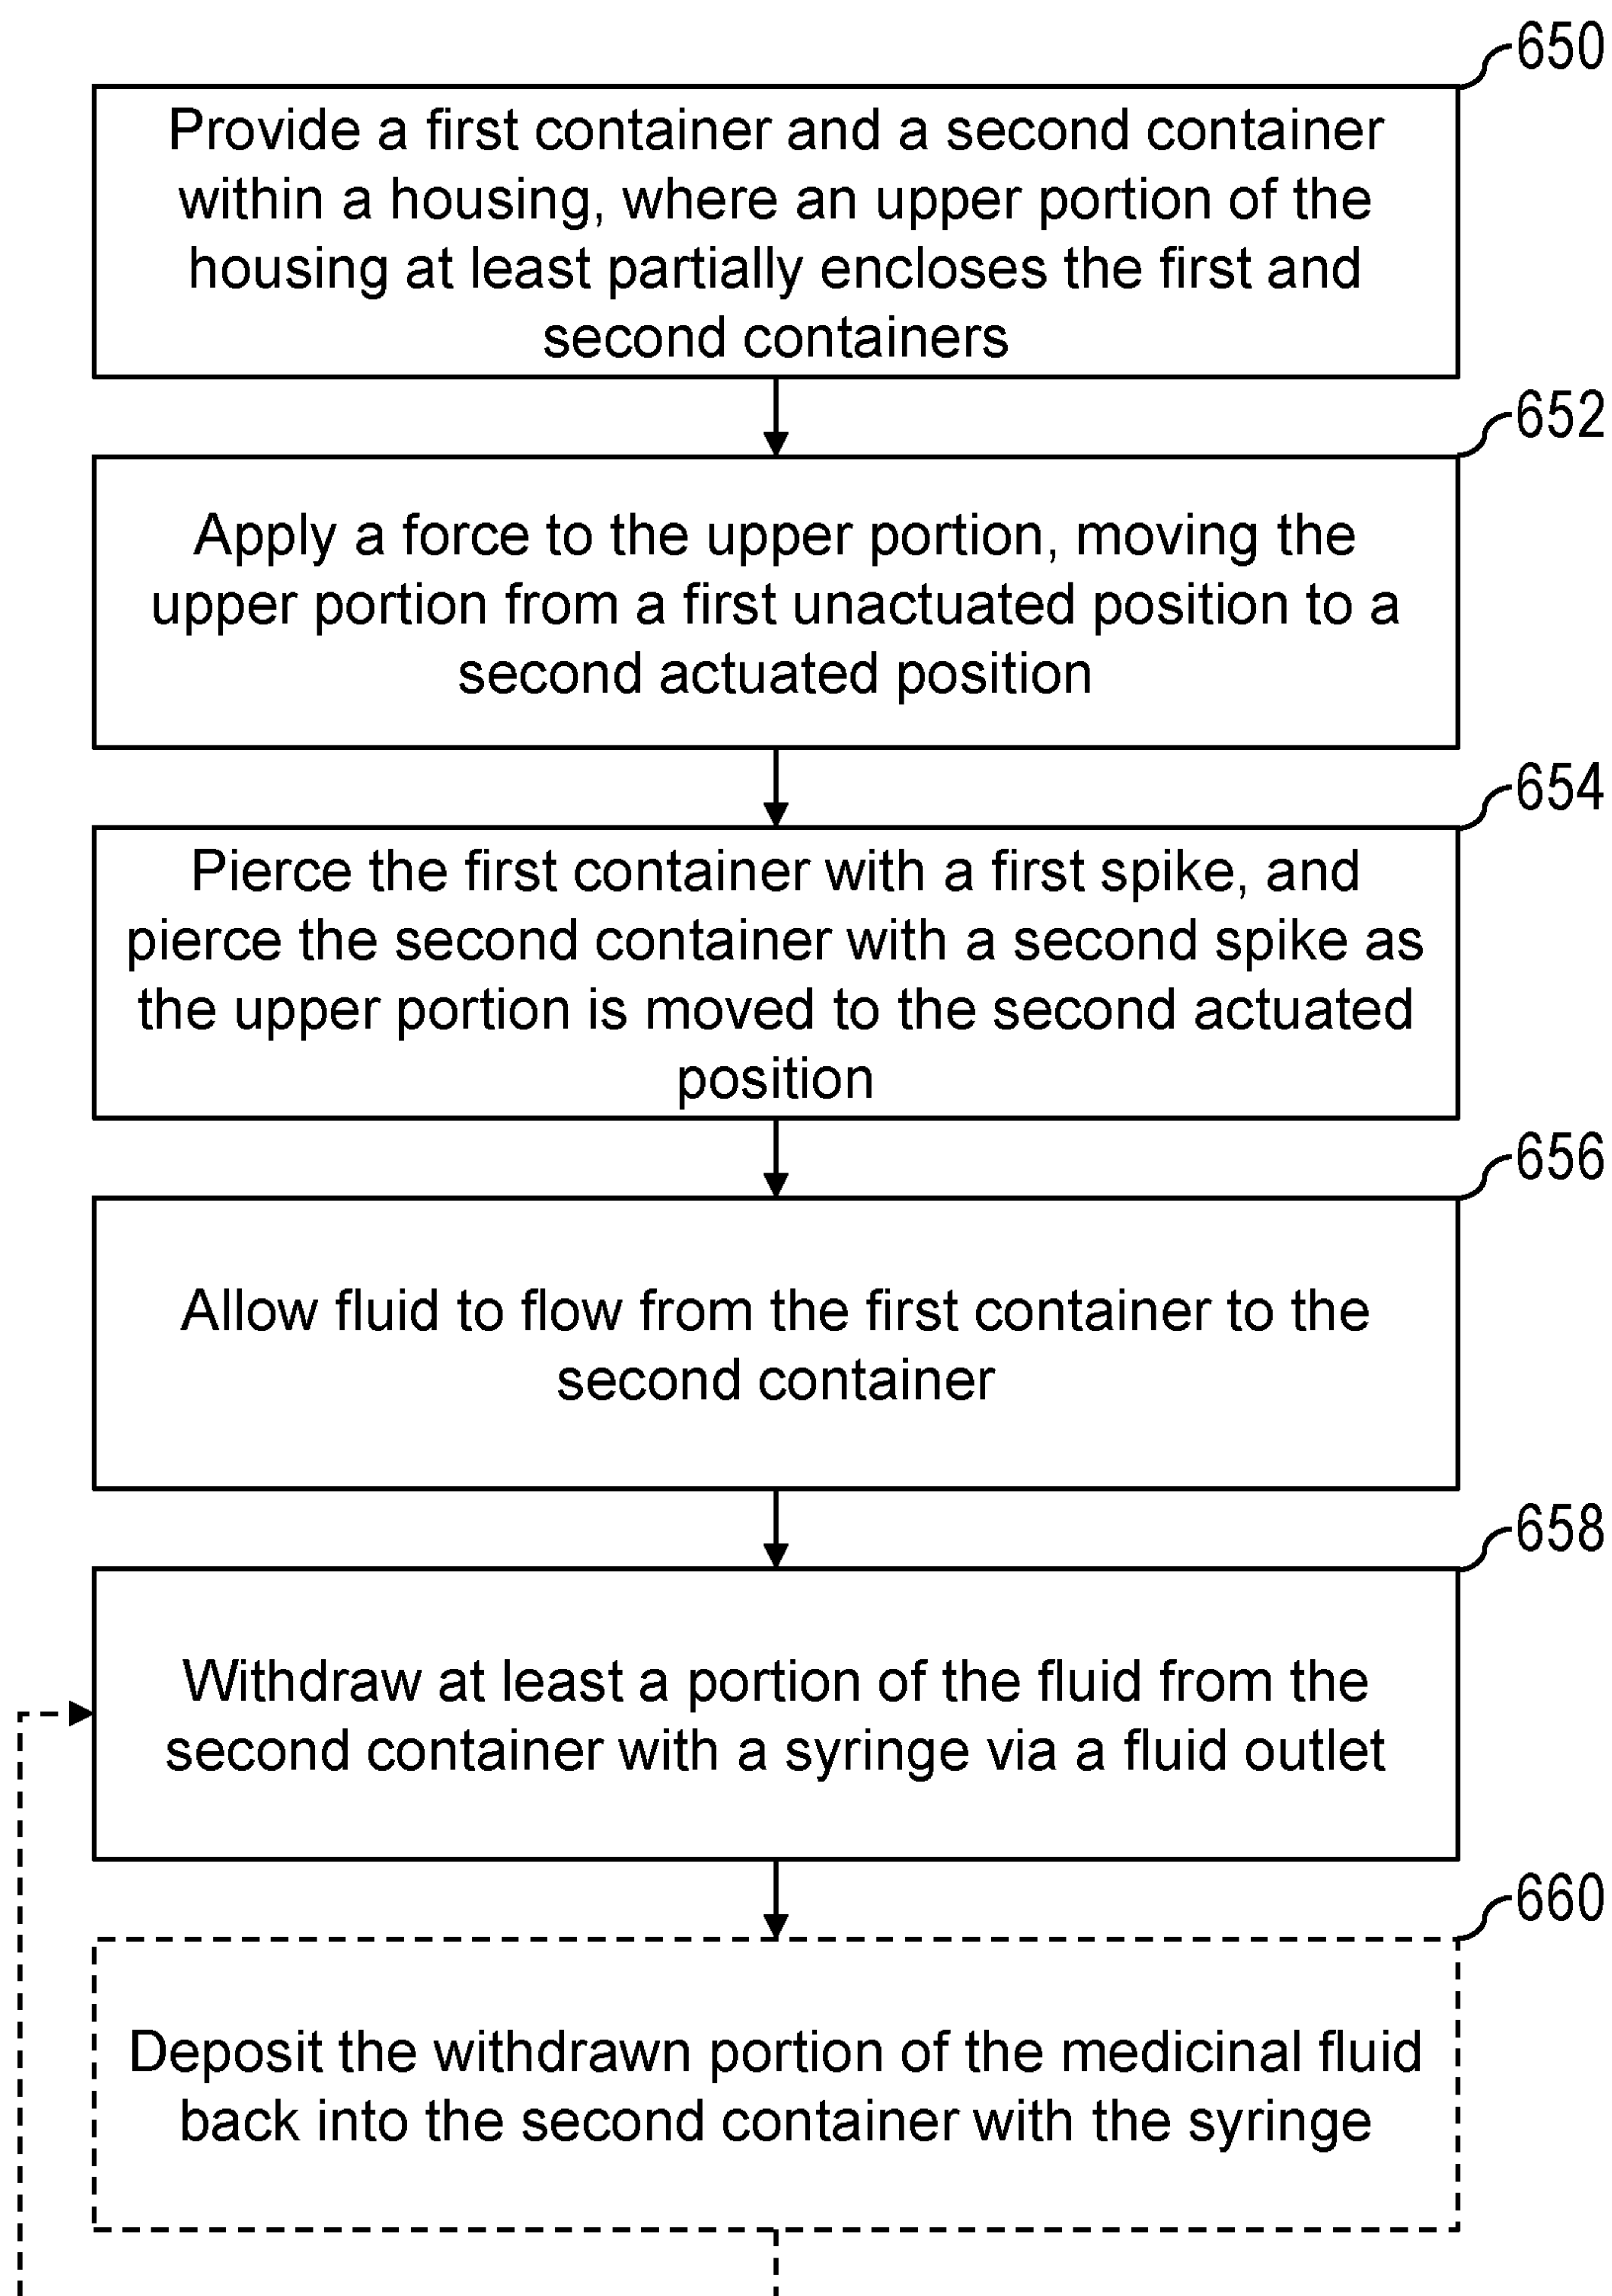 650
Provide a first container and a second container
within a housing, where an upper portion of the
housing at least partially encloses the first and
second containers
652
Apply a force to the upper portion, moving the
upper portion from a first unactuated position to a
second actuated position
654
Pierce the first container with a first spike, and
pierce the second container with a second spike as
the upper portion is moved to the second actuated
position
656
Allow fluid to flow from the first container to the
second container
658
Withdraw at least a portion of the fluid from the
second container with a syringe via a fluid outlet
660
Deposit the withdrawn portion of the medicinal fluid
back into the second container with the syringe